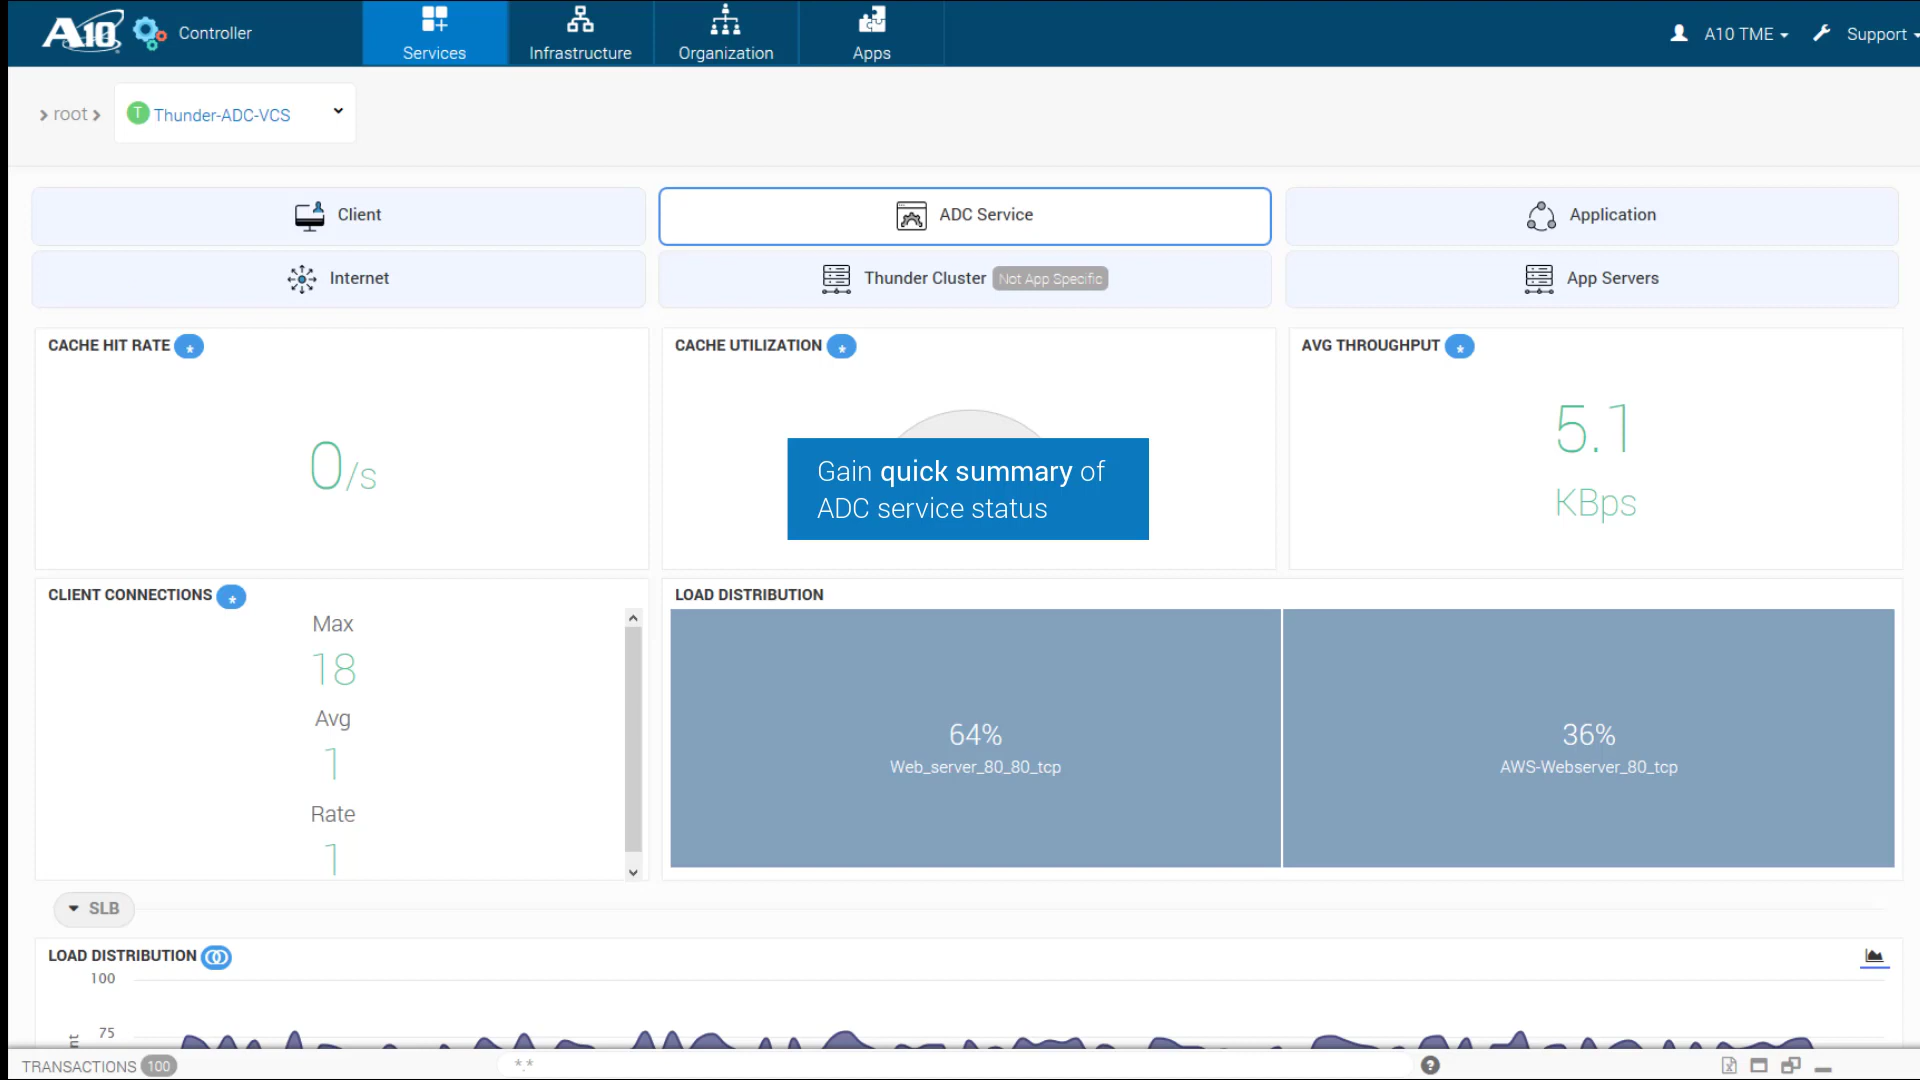 A10 Controller
Services
Infrastructure
Organization
Apps
A10 TME
Support
root
T Thunder-ADC-VCS
Client
ADC Service
Application
Internet
Thunder Cluster Not App Specific
App Servers
CACHE HIT RATE *
0/s
CACHE UTILIZATION *
Gain quick summary of
ADC service status
AVG THROUGHPUT *
5.1
KBps
CLIENT CONNECTIONS *
Max
18
Avg
1
Rate
1
LOAD DISTRIBUTION
64%
Web_server_80_80_tcp
36%
AWS-Webserver_80_tcp
SLB
LOAD DISTRIBUTION
100
75
TRANSACTIONS 100
*.*
?